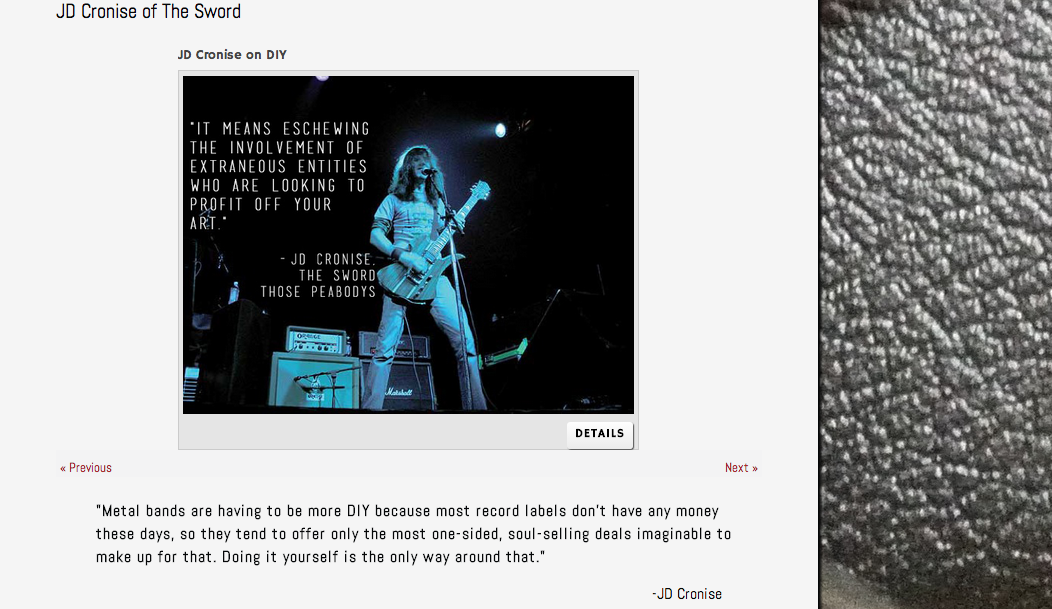 JD Cronise of The Sword
JD Cronise on DIY
"IT MEANS ESCHEWING
THE INVOLVEMENT OF
EXTRANEOUS ENTITIES
WHO ARE LOOKING TO
PROFIT OFF YOUR
ART."
- JD CRONISE,
THE SWORD
THOSE PEABODYS
ORANGE
Marshall
DETAILS
« Previous
Next »
"Metal bands are having to be more DIY because most record labels don't have any money
these days, so they tend to offer only the most one-sided, soul-selling deals imaginable to
make up for that. Doing it yourself is the only way around that."
-JD Cronise